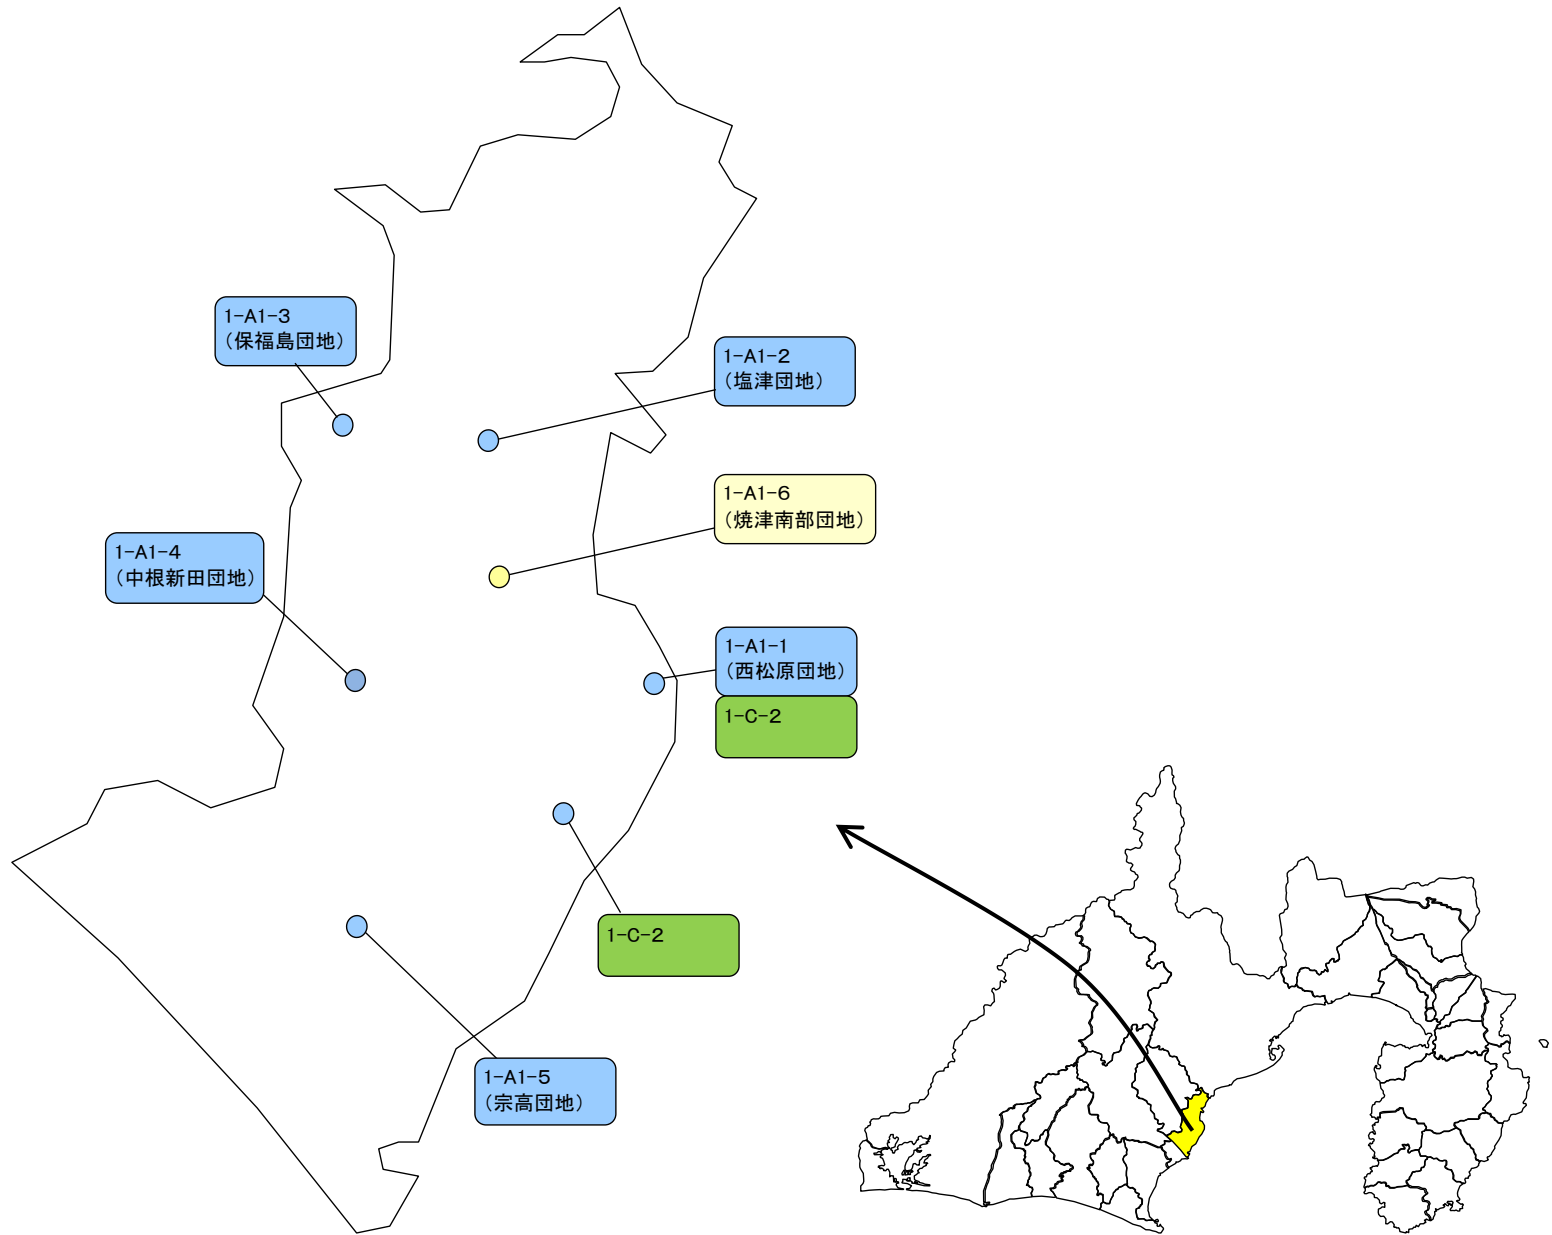 1-A1-3
（保福島団地）
1-A1-2
（塩津団地）
1-A1-6
（焼津南部団地）
1-A1-4
（中根新田団地）
1-A1-1
（西松原団地）
1-C-2
1-C-2
1-A1-5
（宗高団地）